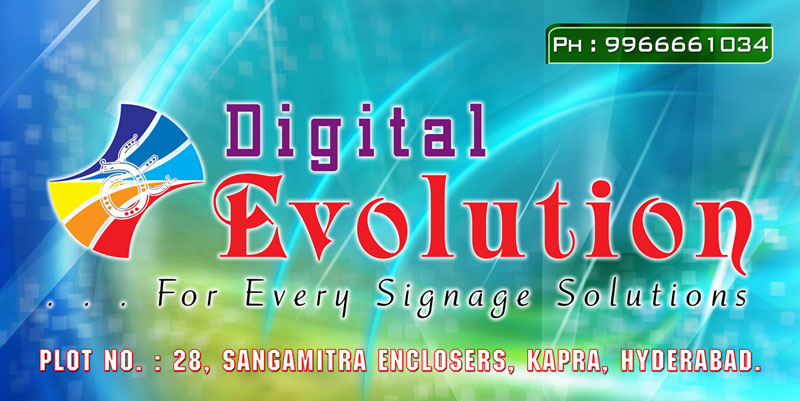 Ph : 9966661034
Digital
Evolution
. . . For Every Signage Solutions
PLOT NO. : 28, SANGAMITRA ENCLOSERS, KAPRA, HYDERABAD.